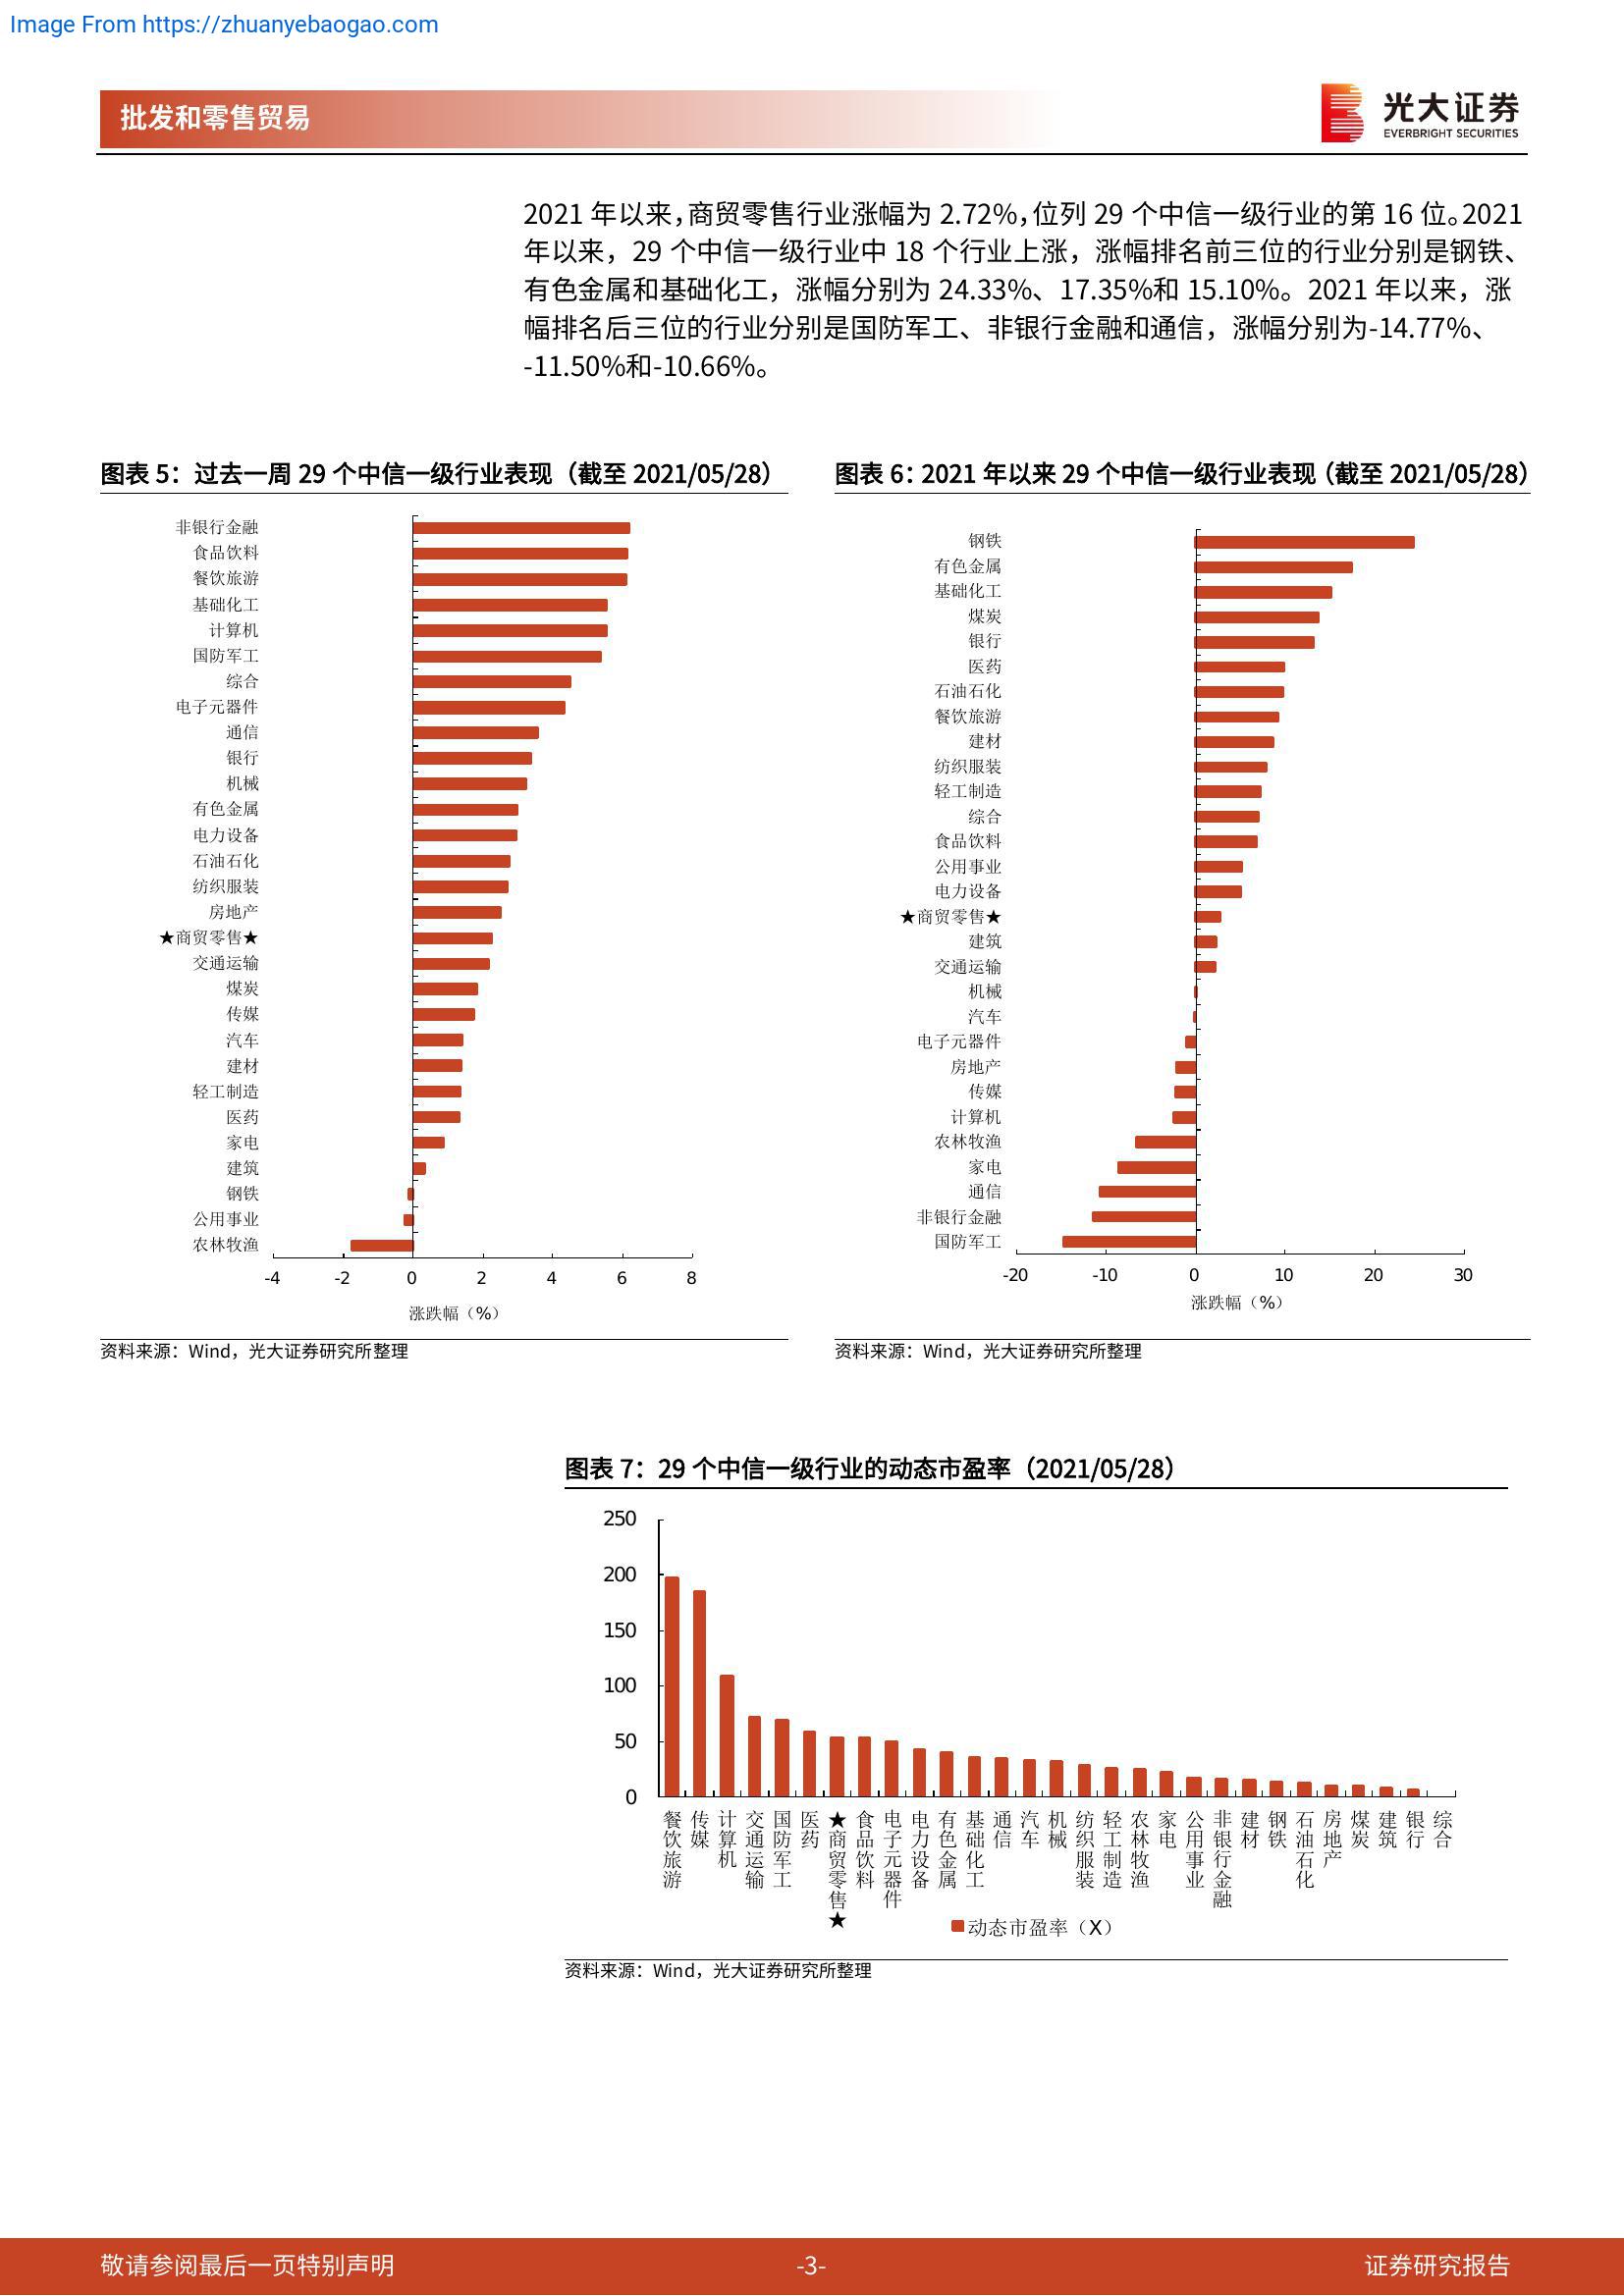 Image From https://zhuanyebaogao.com
批发和零售贸易
光大证券
EVERBRIGHT SECURITIES
2021 年以来，商贸零售行业涨幅为 2.72%，位列 29 个中信一级行业的第 16 位。2021
年以来，29 个中信一级行业中 18 个行业上涨，涨幅排名前三位的行业分别是钢铁、
有色金属和基础化工，涨幅分别为 24.33%、17.35%和 15.10%。2021 年以来，涨
幅排名后三位的行业分别是国防军工、非银行金融和通信，涨幅分别为-14.77%、
-11.50%和-10.66%。
图表 5：过去一周 29 个中信一级行业表现（截至 2021/05/28）
非银行金融
食品饮料
餐饮旅游
基础化工
计算机
国防军工
综合
电子元器件
通信
银行
机械
有色金属
电力设备
石油石化
纺织服装
房地产
★商贸零售★
交通运输
煤炭
传媒
汽车
建材
轻工制造
医药
家电
建筑
钢铁
公用事业
农林牧渔
-4 -2 0 2 4 6 8
涨跌幅（%）
资料来源：Wind，光大证券研究所整理
图表 6：2021 年以来 29 个中信一级行业表现（截至 2021/05/28）
钢铁
有色金属
基础化工
煤炭
银行
医药
石油石化
餐饮旅游
建材
纺织服装
轻工制造
综合
食品饮料
公用事业
电力设备
★商贸零售★
建筑
交通运输
机械
汽车
电子元器件
房地产
传媒
计算机
农林牧渔
家电
通信
非银行金融
国防军工
-20 -10 0 10 20 30
涨跌幅（%）
资料来源：Wind，光大证券研究所整理
图表 7：29 个中信一级行业的动态市盈率（2021/05/28）
250
200
150
100
50
0
餐饮旅游
传媒
计算机
交通运输
国防军工
医药
★商贸零售★
食品饮料
电子元器件
电力设备
有色金属
基础化工
通信
汽车
机械
纺织服装
轻工制造
农林牧渔
家电
公用事业
非银行金融
建材
钢铁
石油石化
房地产
煤炭
建筑
银行
综合
动态市盈率（X）
资料来源：Wind，光大证券研究所整理
敬请参阅最后一页特别声明
-3-
证券研究报告